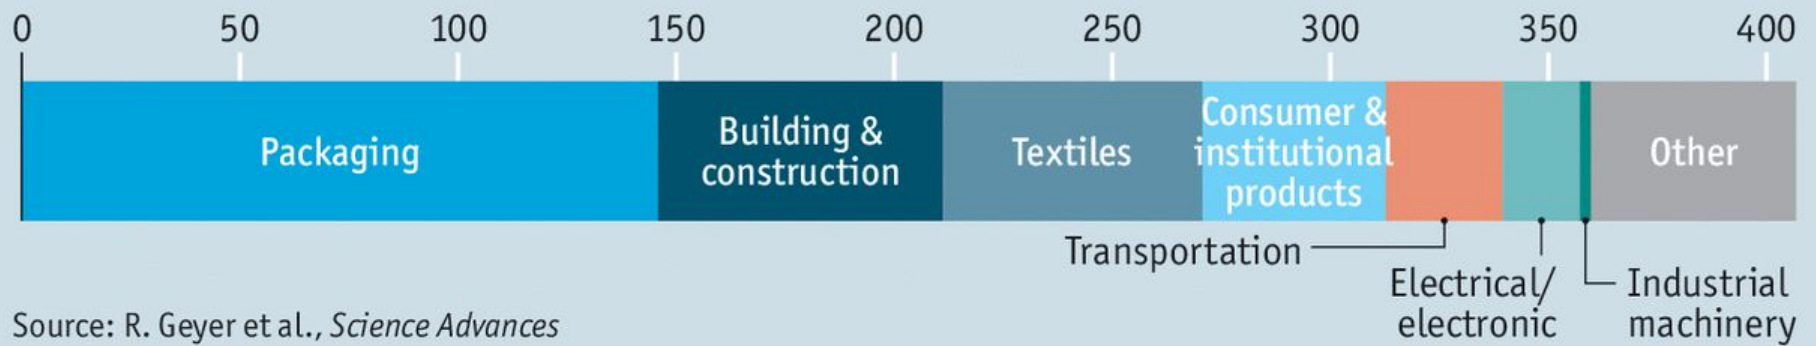 0 50 100 150 200 250 300 350 400
Packaging
Building &
construction
Textiles
Consumer &
institutional
products
Other
Transportation
Electrical/
electronic
Industrial
machinery
Source: R. Geyer et al., Science Advances